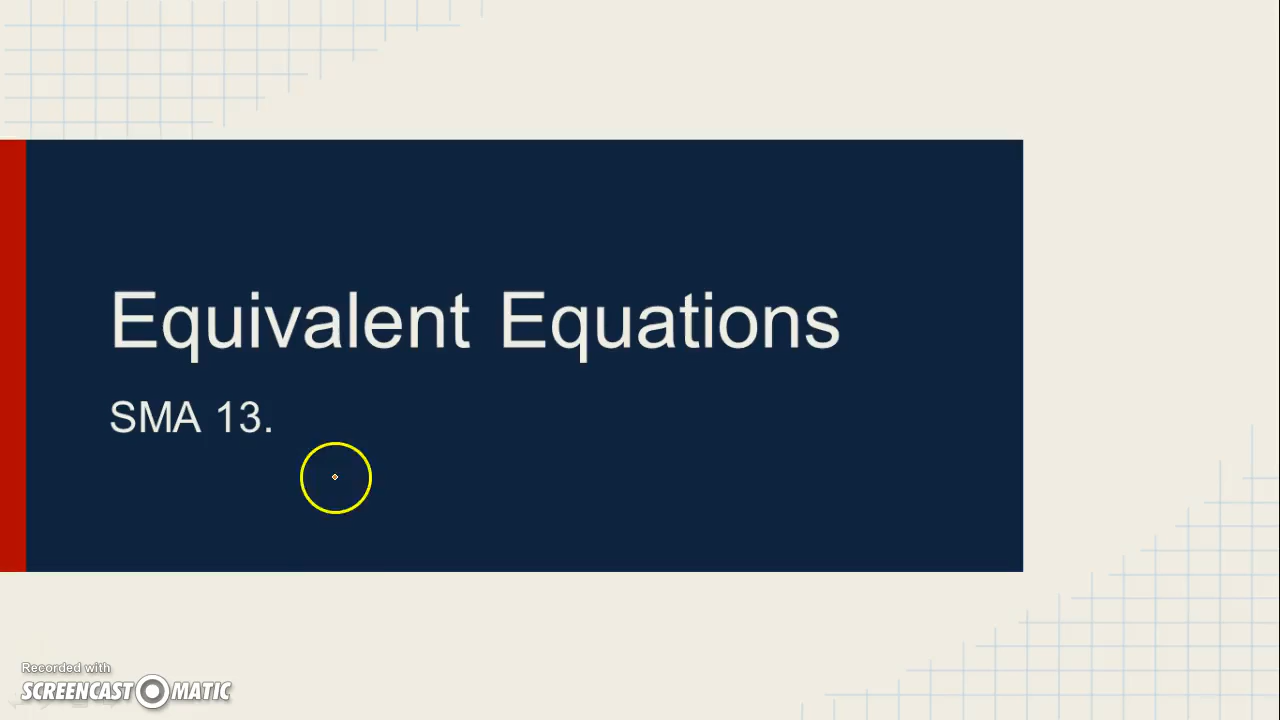 Equivalent Equations
SMA 13.
Recorded with
SCREENCAST MATIC